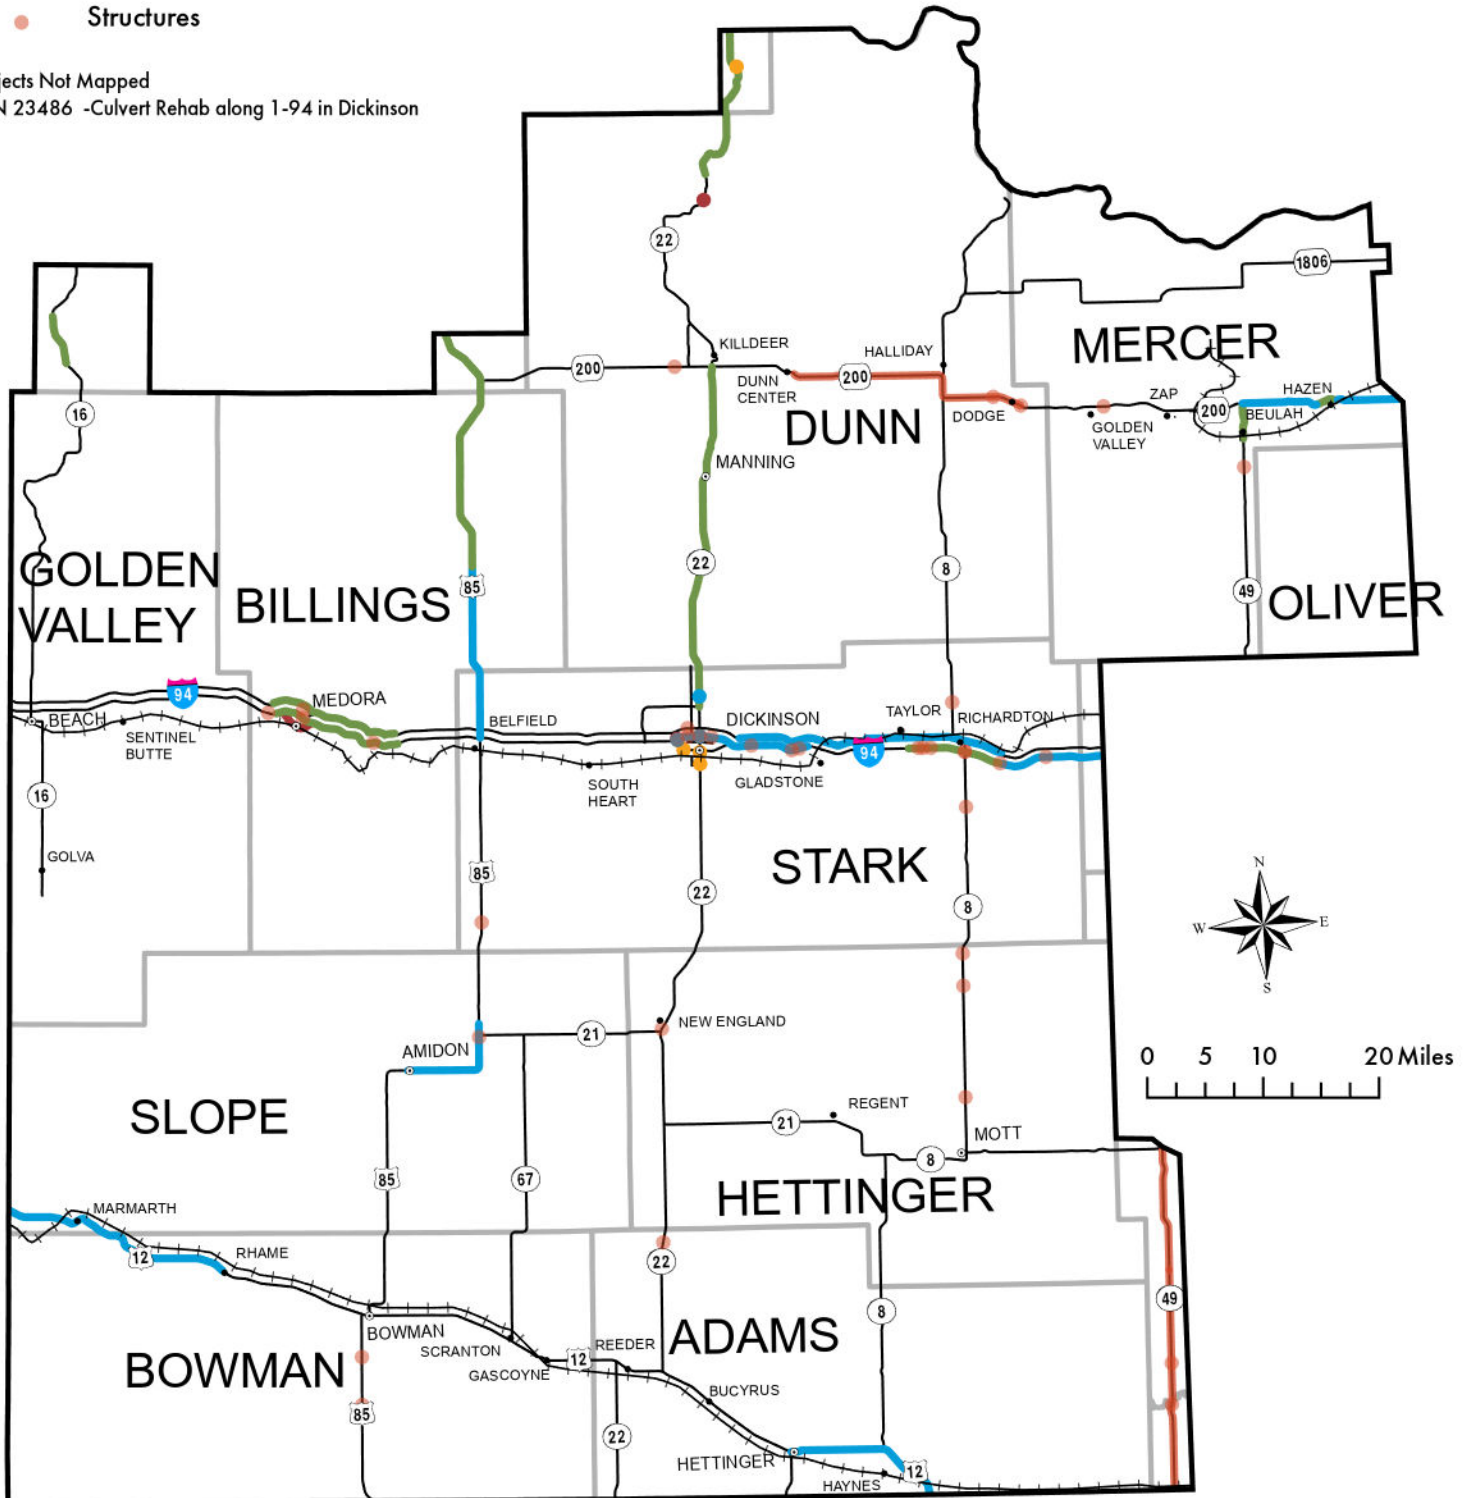 Structures
jects Not Mapped
N 23486 -Culvert Rehab along 1-94 in Dickinson
22
1806
KILLDEER
MERCER
HALLIDAY
200
200
DUNN
CENTER
ZAP
HAZEN
16
DUNN
DODGE
GOLDEN
VALLEY
200
BEULAH
MANNING
GOLDEN
VALLEY
BILLINGS
85
22
8
49
OLIVER
94
MEDORA
BEACH
SENTINEL
BUTTE
BELFIELD
DICKINSON
TAYLOR
RICHARDTON
94
SOUTH
HEART
GLADSTONE
16
GOLVA
85
STARK
22
8
N
W
E
S
NEW ENGLAND
21
AMIDON
0 5 10 20 Miles
SLOPE
REGENT
21
MOTT
8
85
67
HETTINGER
MARMARTH
12
RHAME
22
49
8
BOWMAN
ADAMS
SCRANTON
REEDER
12
GASCOYNE
BOWMAN
BUCYRUS
85
22
HETTINGER
12
HAYNES